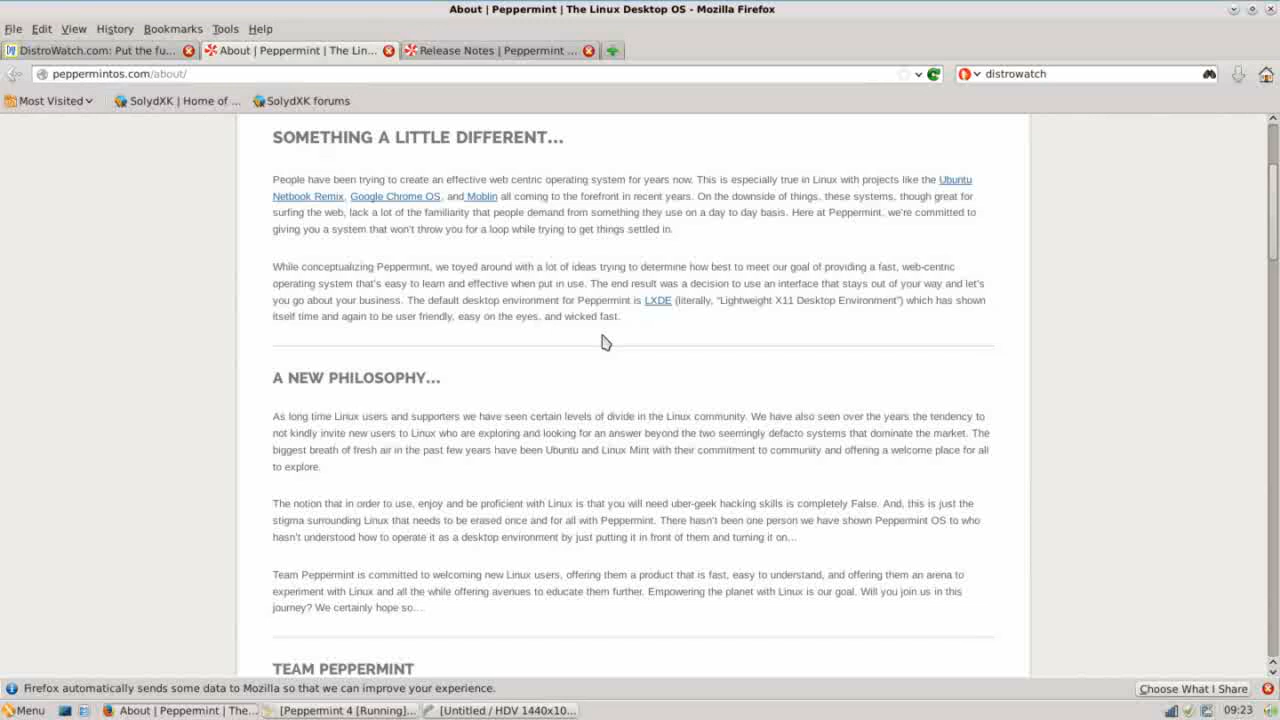 About | Peppermint | The Linux Desktop OS - Mozilla Firefox
File Edit View History Bookmarks Tools Help
DistroWatch.com: Put the fu...
About | Peppermint | The Lin...
Release Notes | Peppermint ...
peppermintos.com/about/
distrowatch
Most Visited
SolydXK | Home of ...
SolydXK forums
SOMETHING A LITTLE DIFFERENT...
People have been trying to create an effective web centric operating system for years now. This is especially true in Linux with projects like the Ubuntu
Netbook Remix, Google Chrome OS, and Moblin all coming to the forefront in recent years. On the downside of things, these systems, though great for
surfing the web, lack a lot of the familiarity that people demand from something they use on a day to day basis. Here at Peppermint, we're committed to
giving you a system that won't throw you for a loop while trying to get things settled in.
While conceptualizing Peppermint, we toyed around with a lot of ideas trying to determine how best to meet our goal of providing a fast, web-centric
operating system that's easy to learn and effective when put in use. The end result was a decision to use an interface that stays out of your way and let's
you go about your business. The default desktop environment for Peppermint is LXDE (literally, “Lightweight X11 Desktop Environment”) which has shown
itself time and again to be user friendly, easy on the eyes, and wicked fast.
A NEW PHILOSOPHY...
As long time Linux users and supporters we have seen certain levels of divide in the Linux community. We have also seen over the years the tendency to
not kindly invite new users to Linux who are exploring and looking for an answer beyond the two seemingly defacto systems that dominate the market. The
biggest breath of fresh air in the past few years have been Ubuntu and Linux Mint with their commitment to community and offering a welcome place for all
to explore.
The notion that in order to use, enjoy and be proficient with Linux is that you will need uber-geek hacking skills is completely False. And, this is just the
stigma surrounding Linux that needs to be erased once and for all with Peppermint. There hasn't been one person we have shown Peppermint OS to who
hasn't understood how to operate it as a desktop environment by just putting it in front of them and turning it on...
Team Peppermint is committed to welcoming new Linux users, offering them a product that is fast, easy to understand, and offering them an arena to
experiment with Linux and all the while offering avenues to educate them further. Empowering the planet with Linux is our goal. Will you join us in this
journey? We certainly hope so....
TEAM PEPPERMINT
Firefox automatically sends some data to Mozilla so that we can improve your experience.
Choose What I Share
Menu
About | Peppermint | The...
[Peppermint 4 [Running]...
[Untitled / HDV 1440x10...
09:23